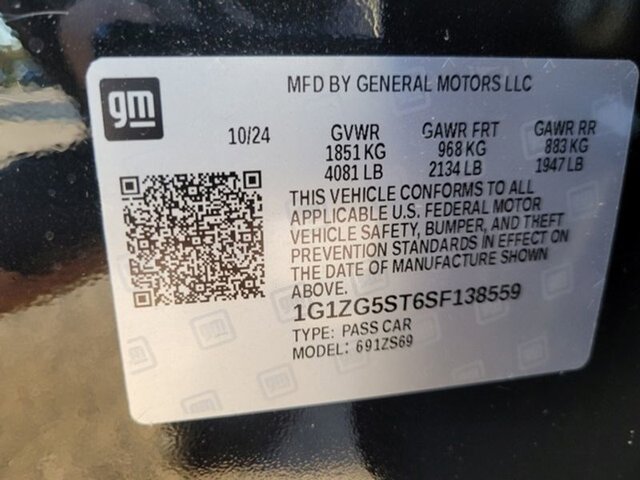 gm
MFD BY GENERAL MOTORS LLC
10/24
GVWR GAWR FRT GAWR RR
1851 KG 968 KG 883 KG
4081 LB 2134 LB 1947 LB
THIS VEHICLE CONFORMS TO ALL
APPLICABLE U.S. FEDERAL MOTOR
VEHICLE SAFETY, BUMPER, AND THEFT
PREVENTION STANDARDS IN EFFECT ON
THE DATE OF MANUFACTURE SHOWN
ABOVE.
1G1ZG5ST6SF138559
TYPE: PASS CAR
MODEL: 691ZS69